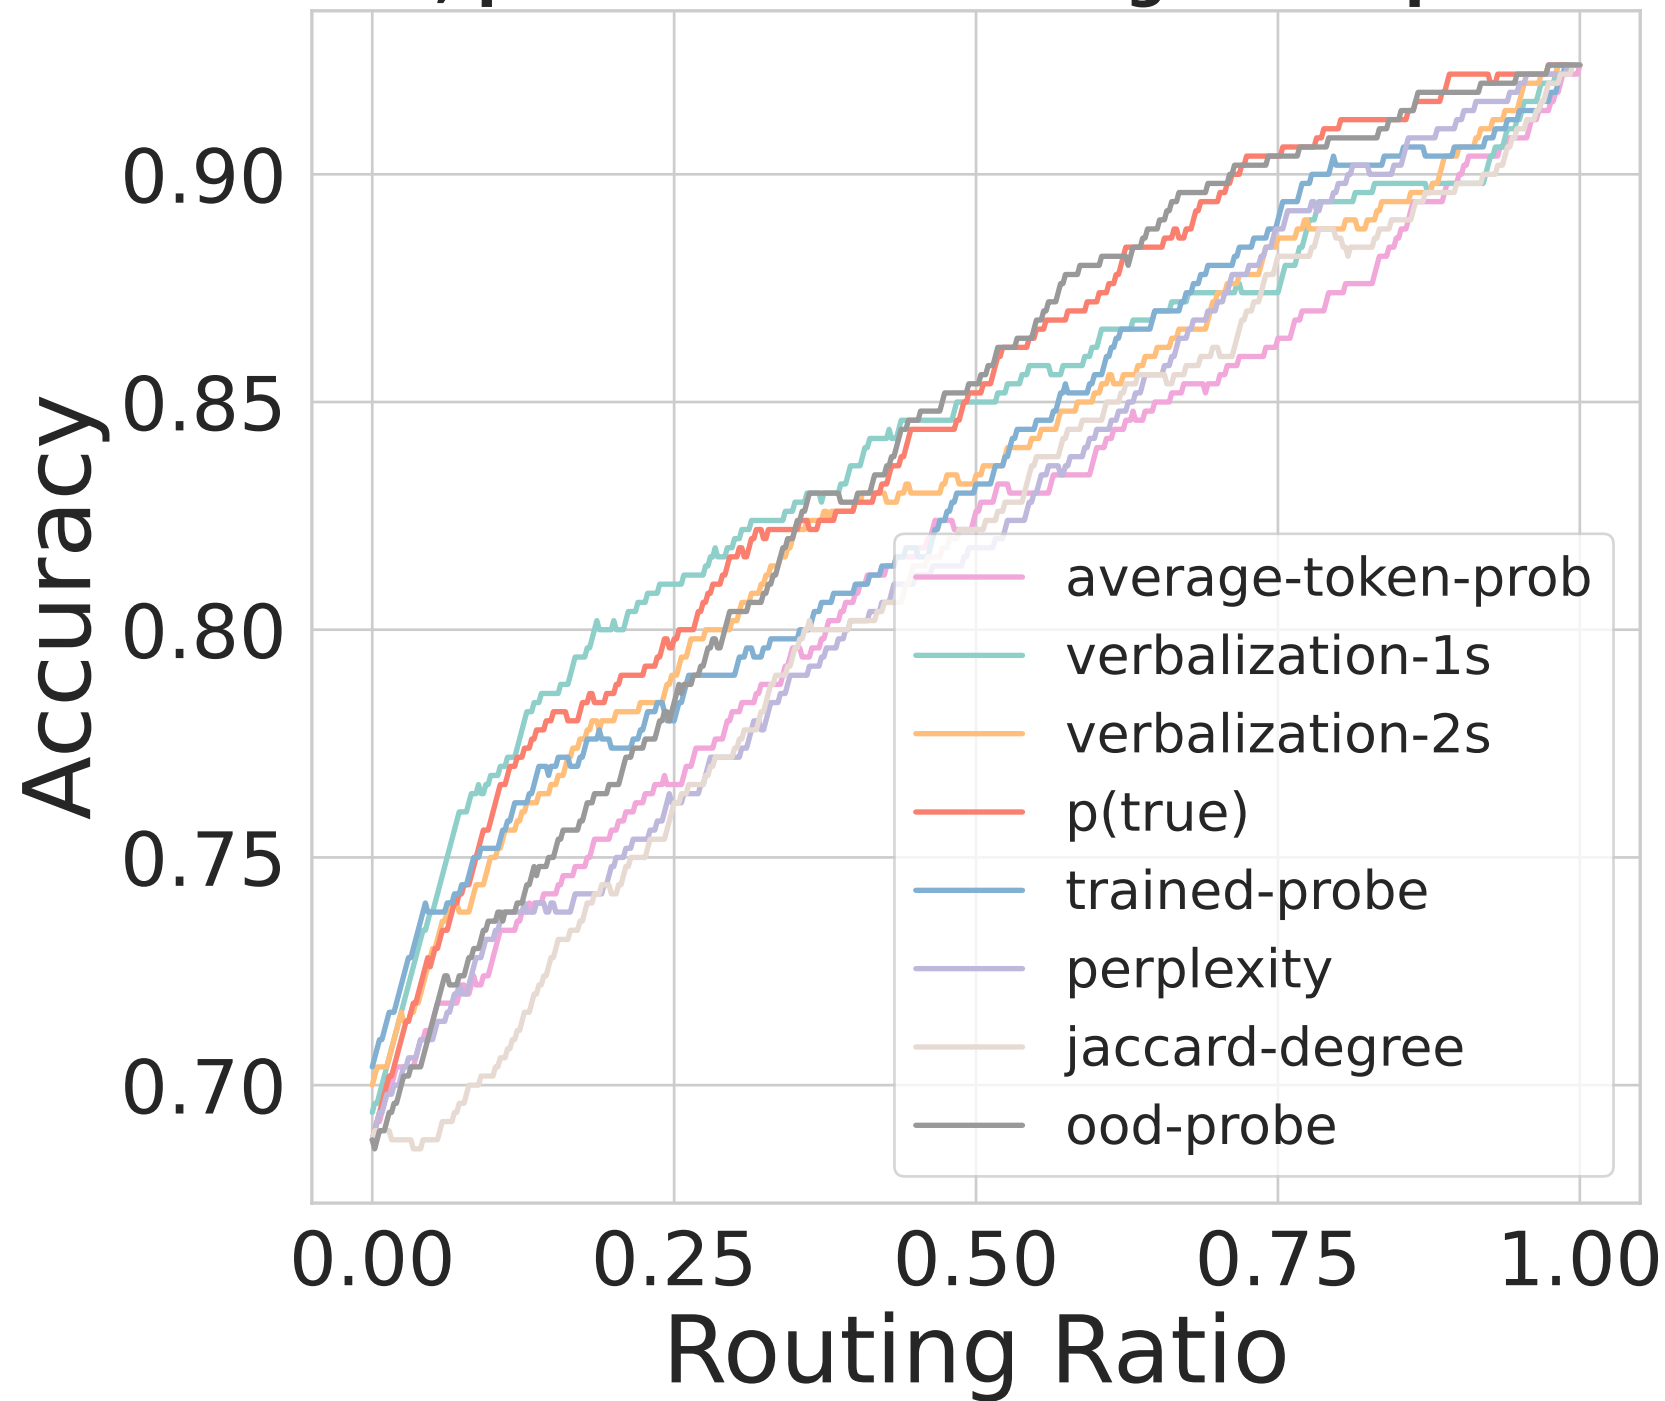 0.90
0.85
0.80
0.75
0.70
Accuracy
average-token-prob
verbalization-1s
verbalization-2s
p(true)
trained-probe
perplexity
jaccard-degree
ood-probe
0.00 0.25 0.50 0.75 1.00
Routing Ratio